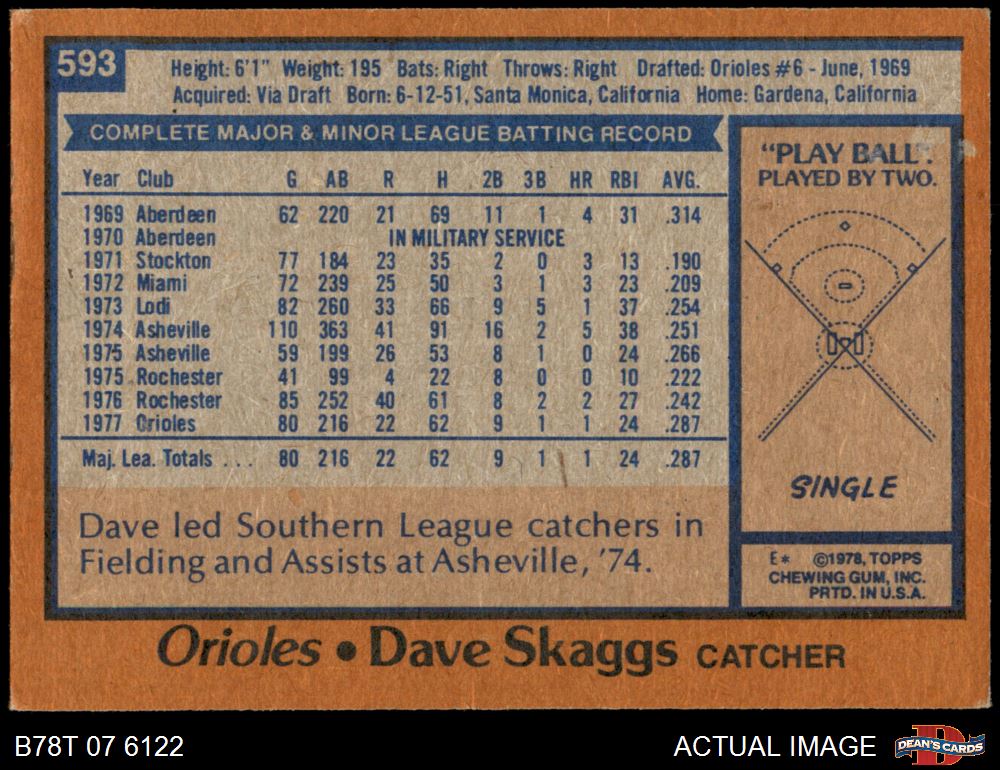 593
Height: 6'1" Weight: 195 Bats: Right Throws: Right Drafted: Orioles #6 - June, 1969
Acquired: Via Draft Born: 6-12-51, Santa Monica, California Home: Gardena, California
COMPLETE MAJOR & MINOR LEAGUE BATTING RECORD
Year Club G AB R H 2B 3B HR RBI AVG.
1969 Aberdeen 62 220 21 69 11 1 4 31 .314
1970 Aberdeen IN MILITARY SERVICE
1971 Stockton 77 184 23 35 2 0 3 13 .190
1972 Miami 72 239 25 50 3 1 3 23 .209
1973 Lodi 82 260 33 66 9 5 1 37 .254
1974 Asheville 110 363 41 91 16 2 5 38 .251
1975 Asheville 59 199 26 53 8 1 0 24 .266
1975 Rochester 41 99 4 22 8 0 0 10 .222
1976 Rochester 85 252 40 61 8 2 2 27 .242
1977 Orioles 80 216 22 62 9 1 1 24 .287
Maj. Lea. Totals . . . 80 216 22 62 9 1 1 24 .287
Dave led Southern League catchers in
Fielding and Assists at Asheville, '74.
"PLAY BALL".
PLAYED BY TWO.
SINGLE
E* ©1978, TOPPS
CHEWING GUM, INC.
PRTD. IN U.S.A.
Orioles • Dave Skaggs CATCHER
B78T 07 6122
ACTUAL IMAGE
D
DEAN'S CARDS